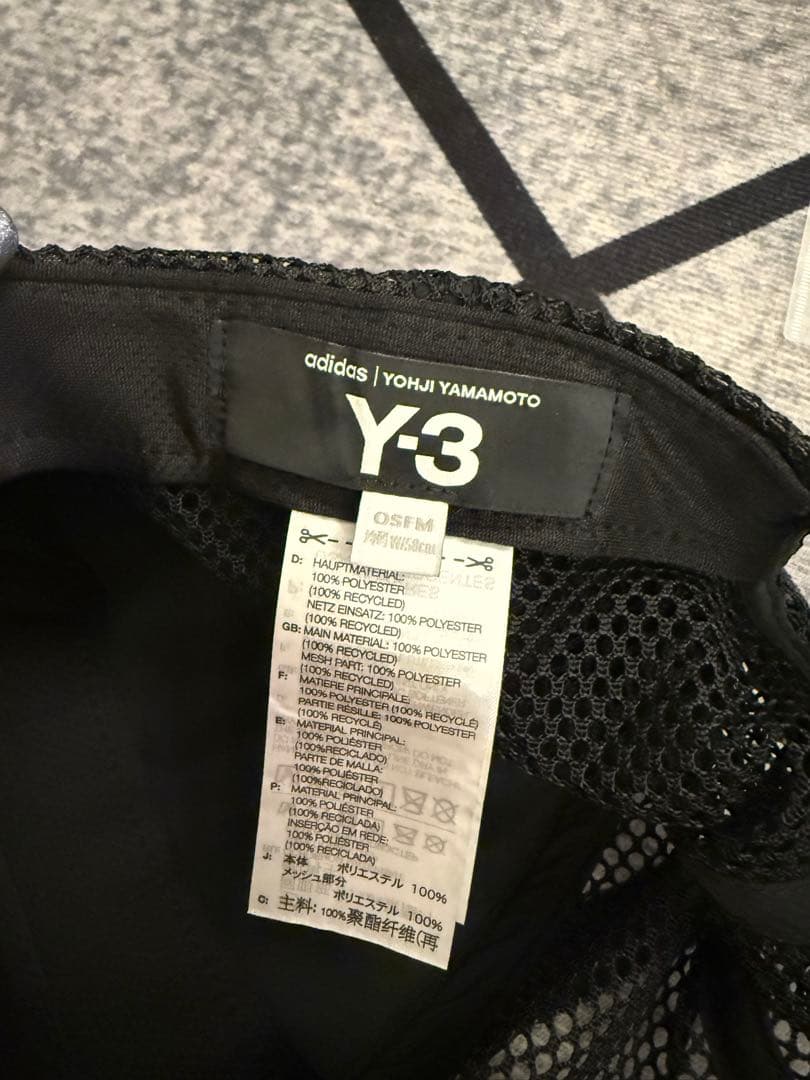 adidas | YOHJI YAMAMOTO
Y-3
OSFM
D: HAUPTMATERIAL:
100% POLYESTER
(100% RECYCLED)
NETZ EINSATZ: 100% POLYESTER
(100% RECYCLED)
GB: MAIN MATERIAL: 100% POLYESTER
(100% RECYCLED)
MESH PART: 100% POLYESTER
(100% RECYCLED)
F: MATIERE PRINCIPALE:
100% POLYESTER (100% RECYCLÉ)
PARTIE RÉSILLE: 100% POLYESTER
(100% RECYCLÉ)
E: MATERIAL PRINCIPAL:
100% POLIÉSTER
(100%RECICLADO)
PARTE DE MALLA:
100% POLIÉSTER
(100%RECICLADO)
P: MATERIAL PRINCIPAL:
100% POLIÉSTER
(100% RECICLADA)
INSERÇÃO EM REDE:
100% POLIÉSTER
(100% RECICLADA)
J: 本体 ポリエステル 100%
メッシュ部分
ポリエステル 100%
C: 主料: 100%聚酯纤维(再